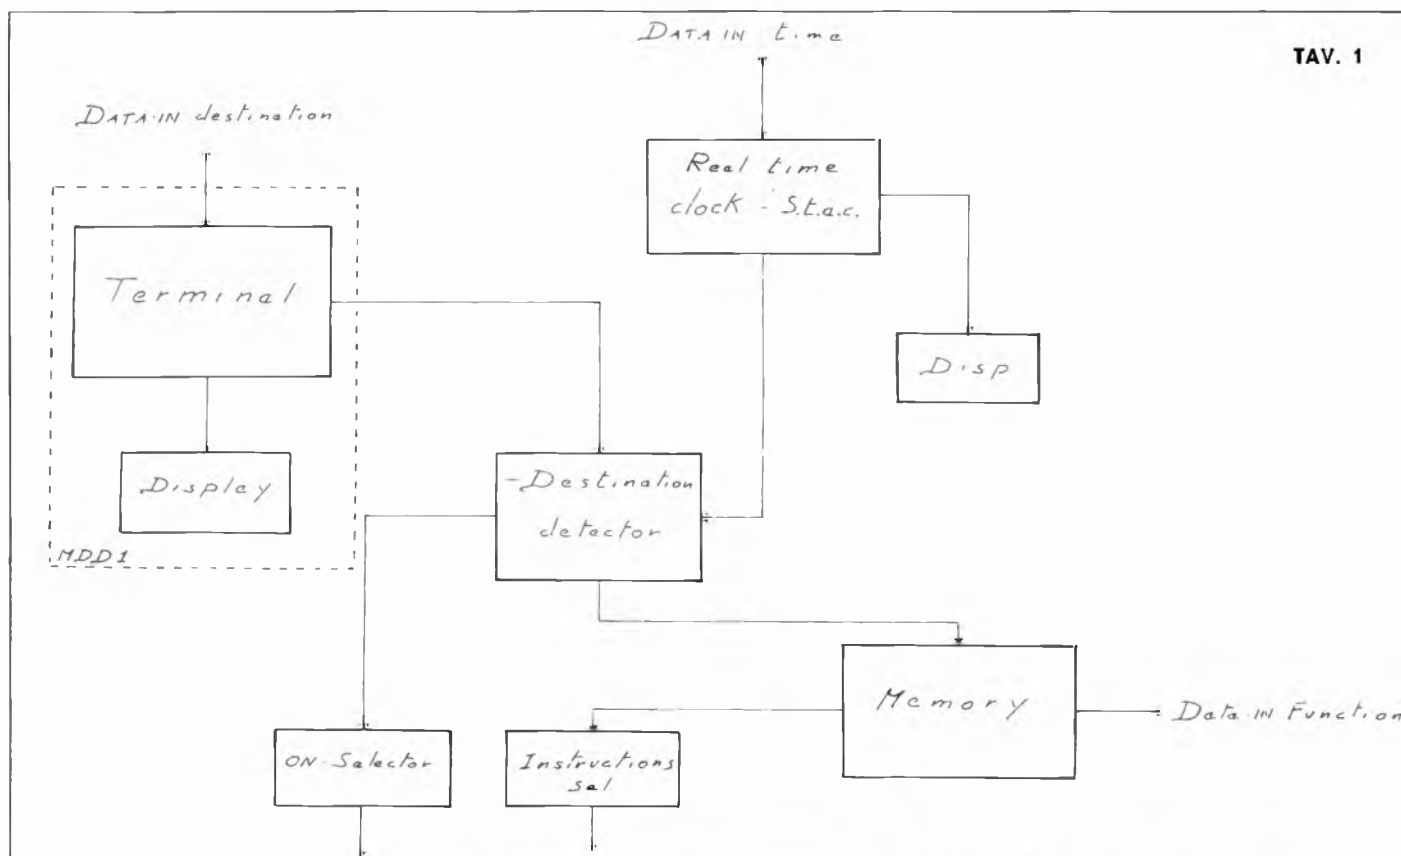 DATA IN time
TAV. 1
DATA-IN destination
Real time
clock - S.t.a.c.
Terminal
Disp
Display
-Destination
detector
MDD1
Memory
Data-IN Function
ON-Selector
Instructions
sel